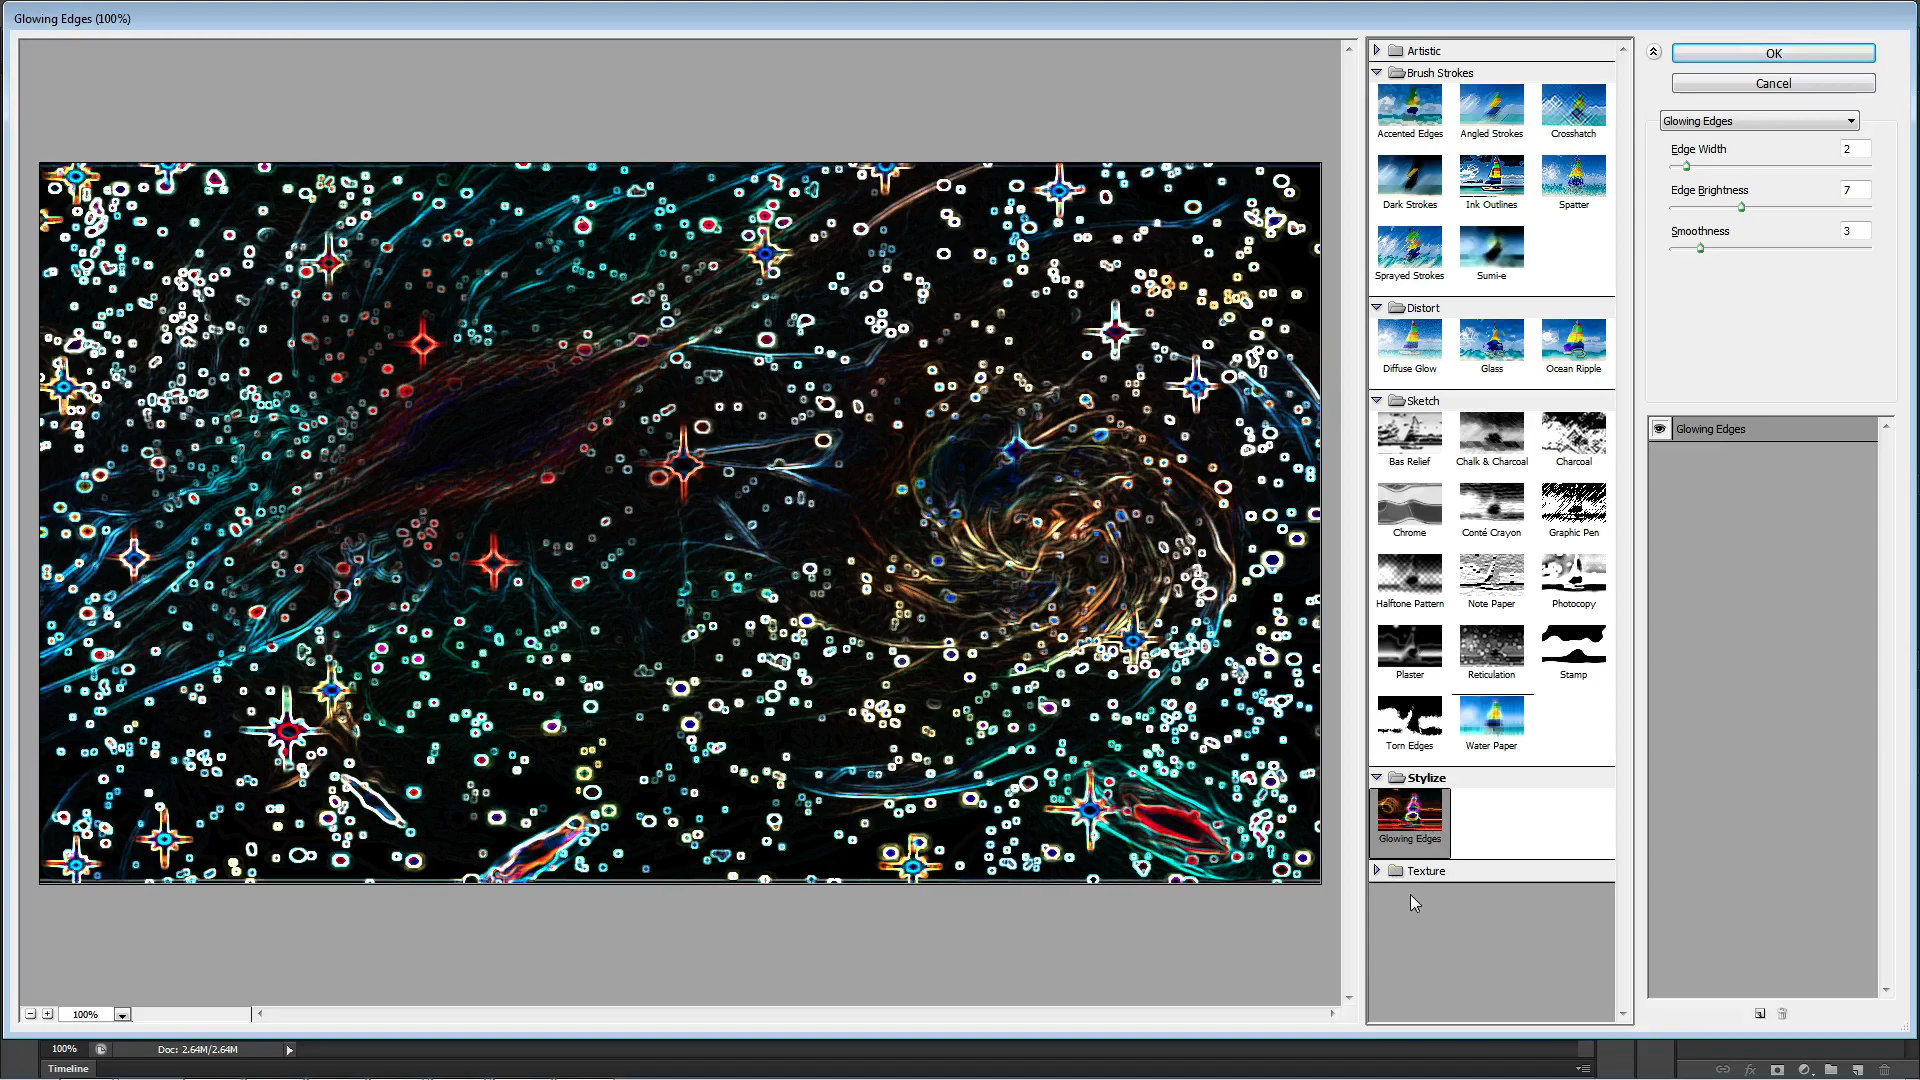 Glowing Edges (100%)
Artistic
Brush Strokes
Accented Edges
Angled Strokes
Crosshatch
Dark Strokes
Ink Outlines
Spatter
Sprayed Strokes
Sumi-e
Distort
Diffuse Glow
Glass
Ocean Ripple
Sketch
Bas Relief
Chalk & Charcoal
Charcoal
Chrome
Conté Crayon
Graphic Pen
Halftone Pattern
Note Paper
Photocopy
Plaster
Reticulation
Stamp
Torn Edges
Water Paper
Stylize
Glowing Edges
Texture
OK
Cancel
Glowing Edges
Edge Width 2
Edge Brightness 7
Smoothness 3
Glowing Edges
100%
100%
Doc: 2.64M/2.64M
Timeline
fx